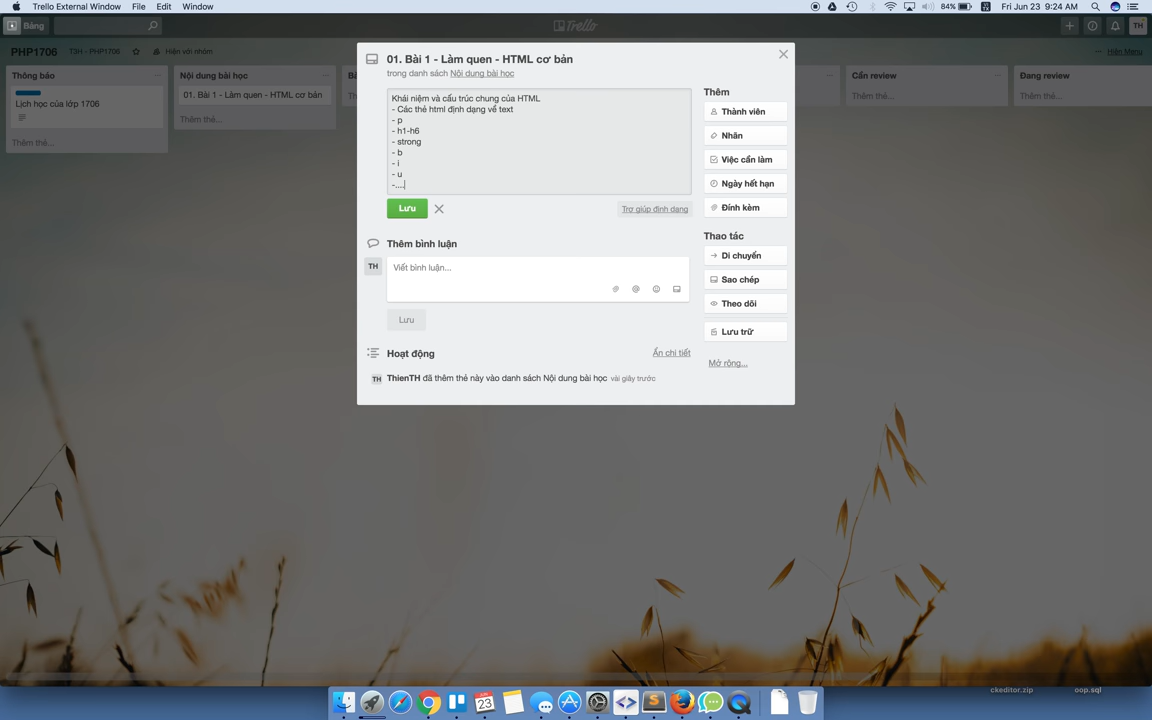 Trello External Window File Edit Window
84% Fri Jun 23 9:24 AM
Bảng
Trello
TH
PHP1706 T3H - PHP1706 Hiện với nhóm
Hiện Menu
Thông báo
Lịch học của lớp 1706
Thêm thẻ...
Nội dung bài học
01. Bài 1 - Làm quen - HTML cơ bản
Thêm thẻ...
Cần review
Thêm thẻ...
Đang review
Thêm thẻ...
01. Bài 1 - Làm quen - HTML cơ bản
trong danh sách Nội dung bài học
Khái niệm và cấu trúc chung của HTML
- Các thẻ html định dạng về text
- p
- h1-h6
- strong
- b
- i
- u
-....
Lưu
Trợ giúp định dạng
Thêm bình luận
TH
Viết bình luận...
Lưu
Hoạt động
Ẩn chi tiết
TH ThienTH đã thêm thẻ này vào danh sách Nội dung bài học vài giây trước
Thêm
Thành viên
Nhãn
Việc cần làm
Ngày hết hạn
Đính kèm
Thao tác
Di chuyển
Sao chép
Theo dõi
Lưu trữ
Mở rộng...
ckeditor.zip
oop.sql
23